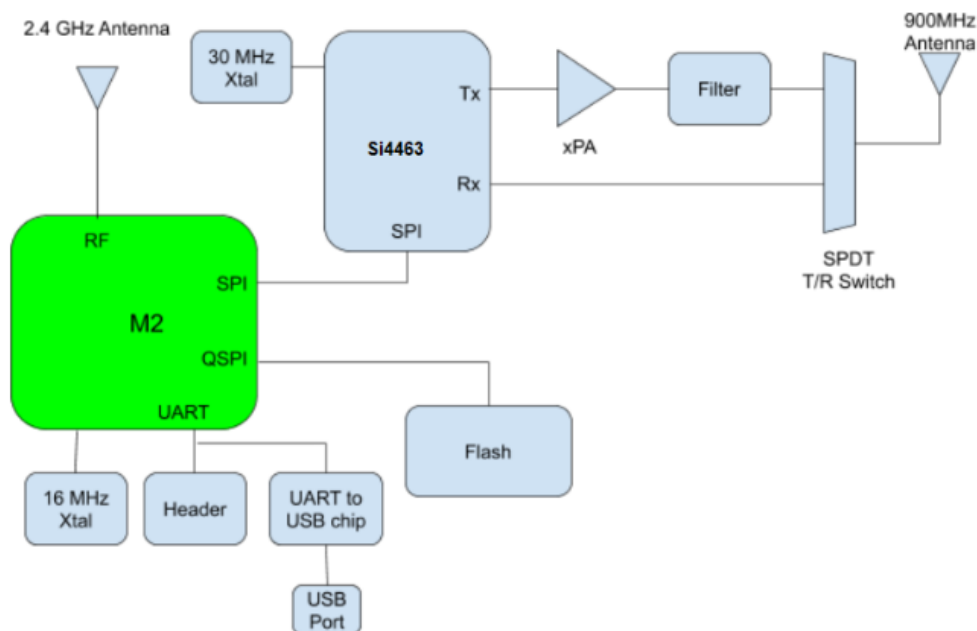 2.4 GHz Antenna
30 MHz
Xtal
Tx
Si4463
Rx
SPI
xPA
Filter
900MHz
Antenna
SPDT
T/R Switch
RF
SPI
M2
QSPI
UART
16 MHz
Xtal
Header
UART to
USB chip
USB
Port
Flash